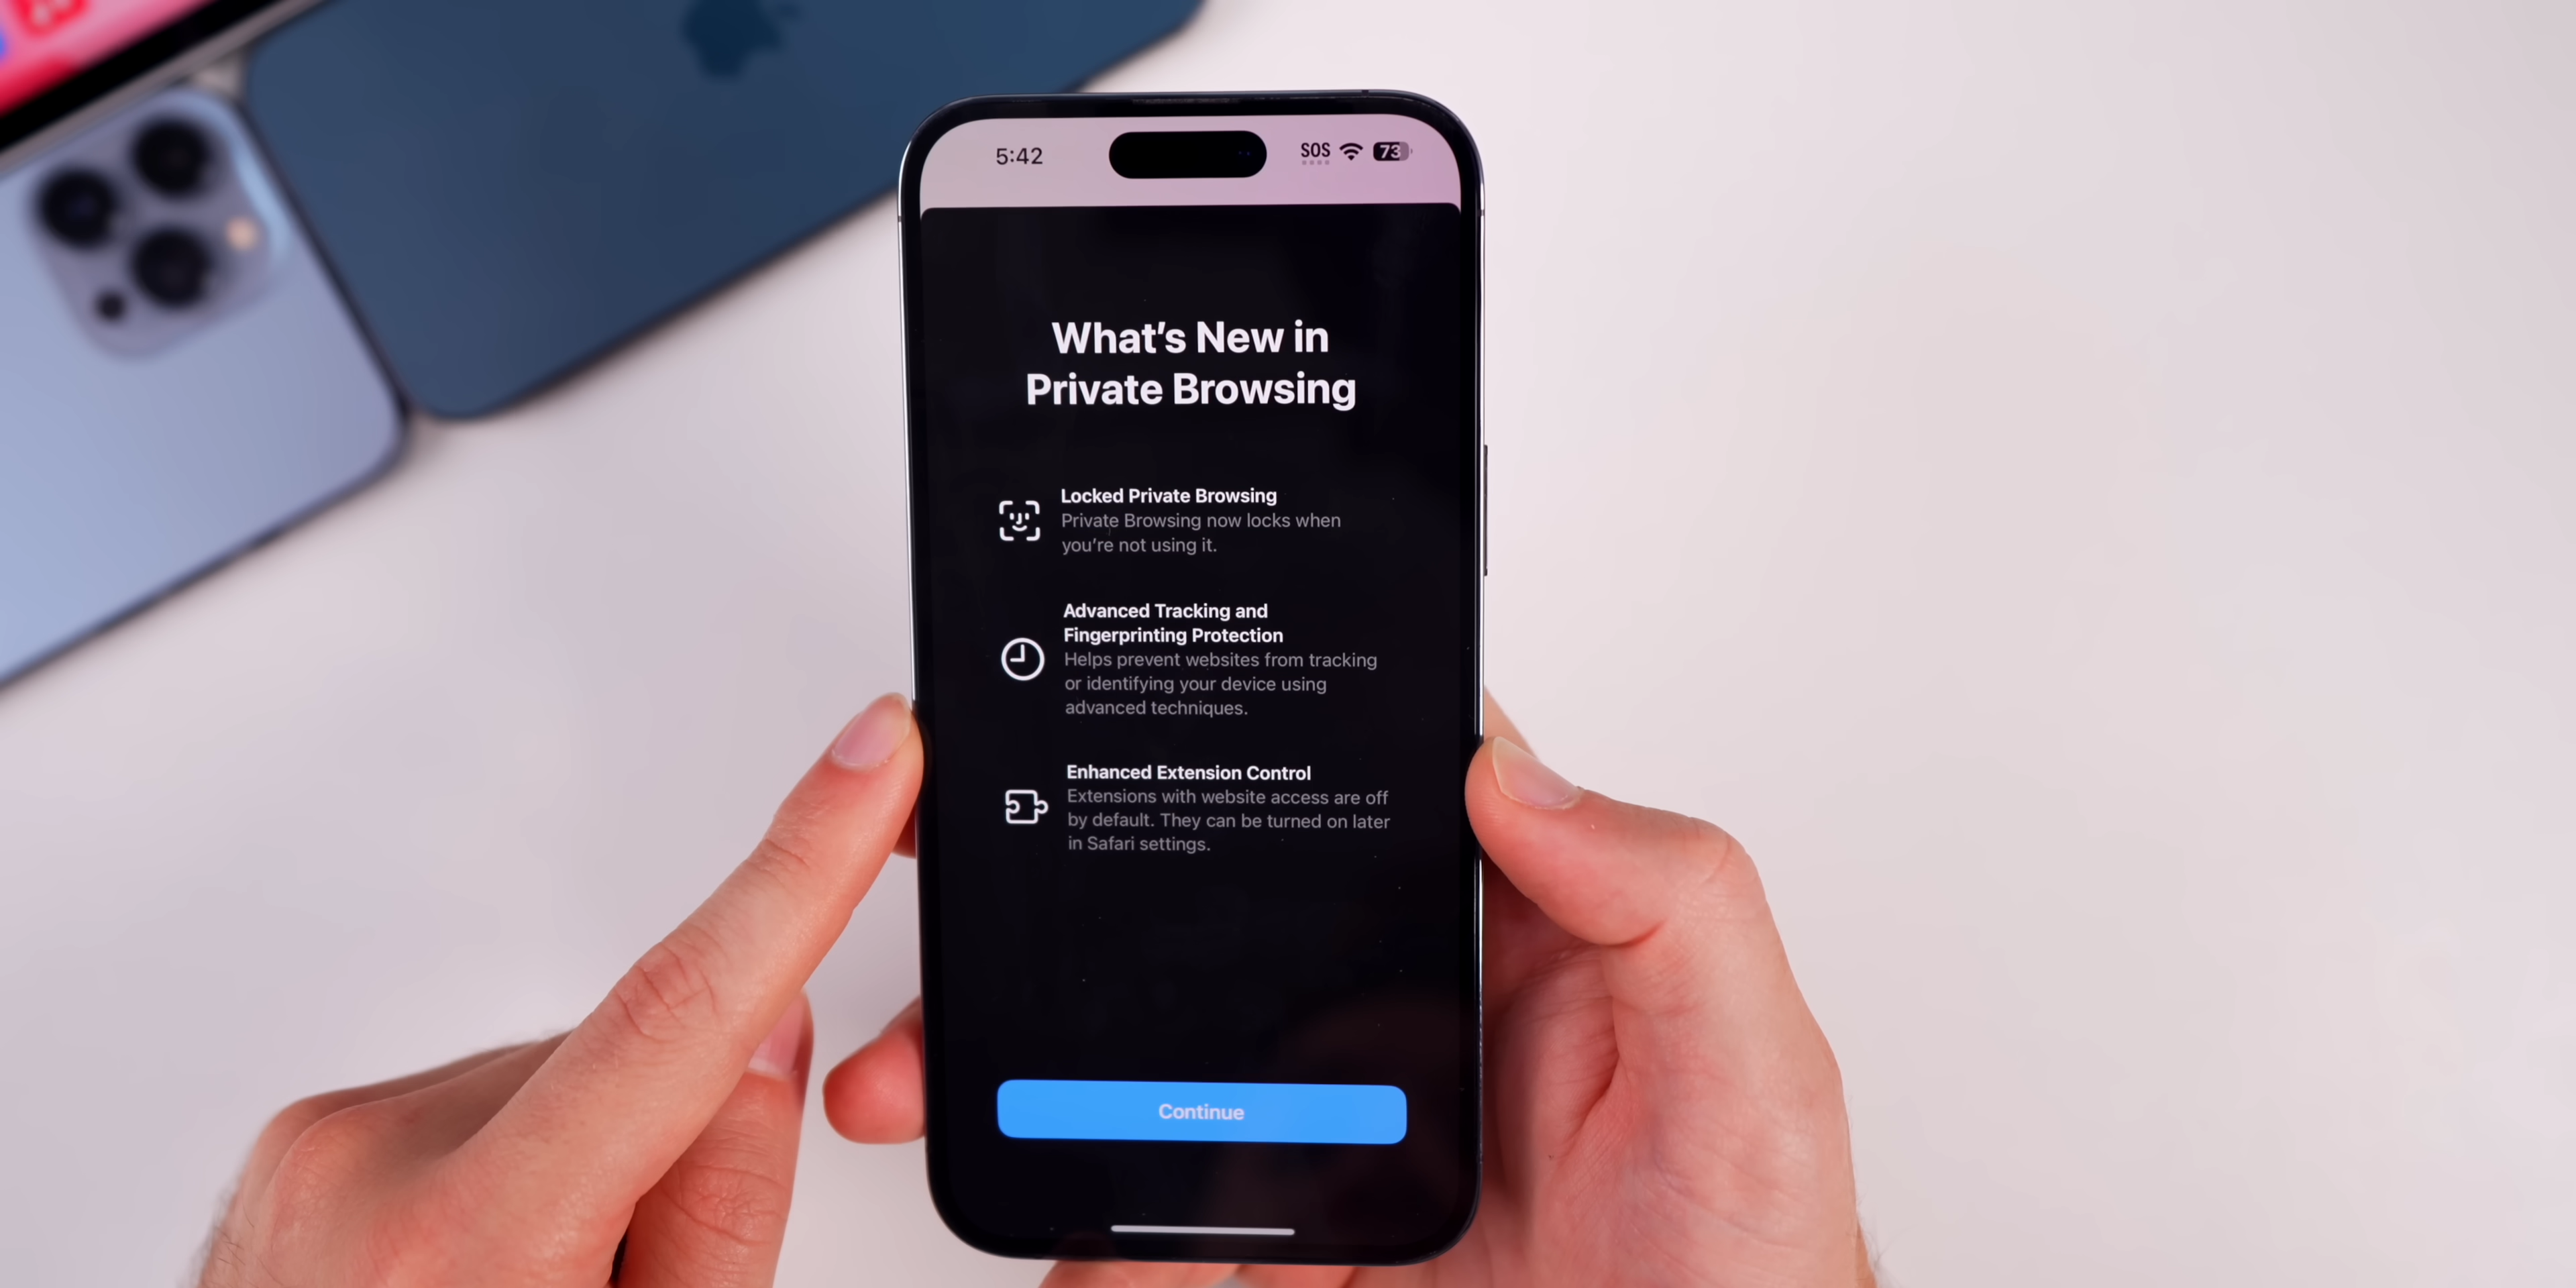 5:42
SOS
73
What's New in
Private Browsing
Locked Private Browsing
Private Browsing now locks when
you're not using it.
Advanced Tracking and
Fingerprinting Protection
Helps prevent websites from tracking
or identifying your device using
advanced techniques.
Enhanced Extension Control
Extensions with website access are off
by default. They can be turned on later
in Safari settings.
Continue